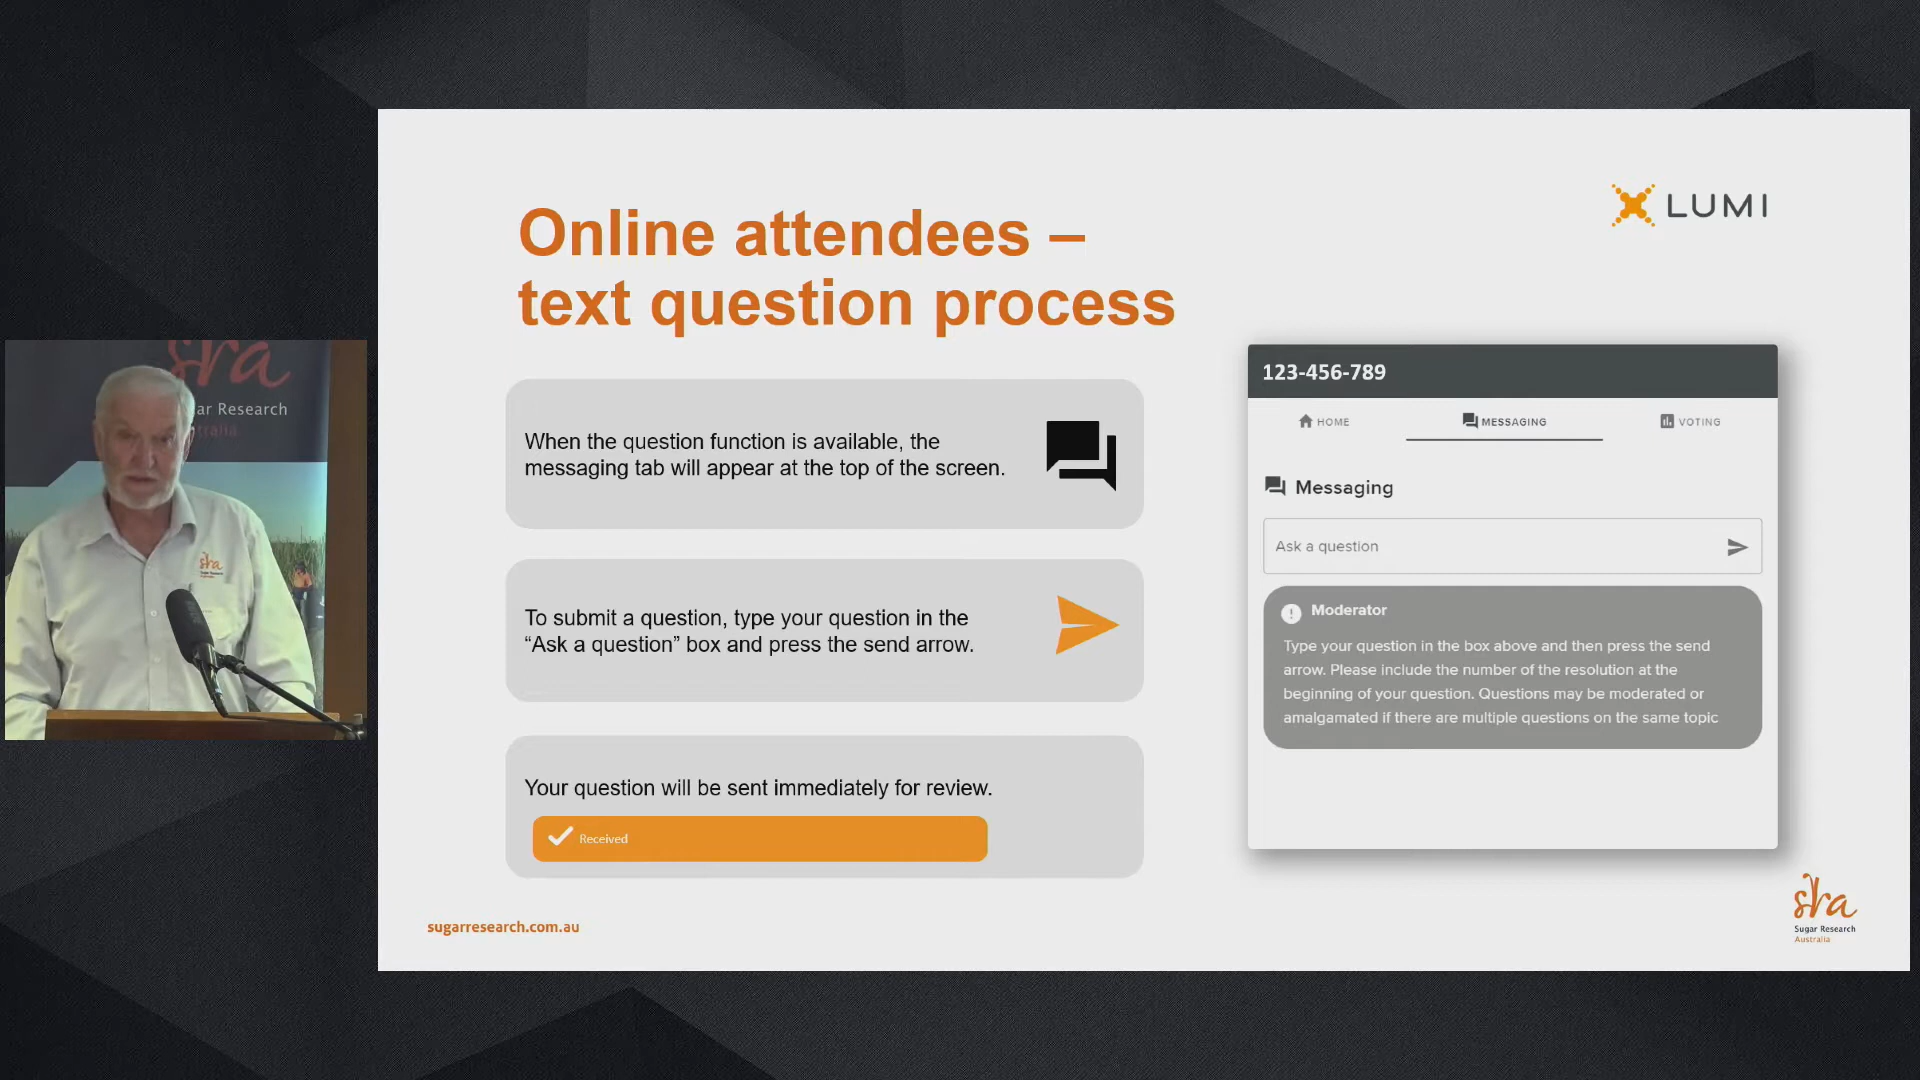 LUMI
Online attendees –
text question process
When the question function is available, the
messaging tab will appear at the top of the screen.
To submit a question, type your question in the
“Ask a question” box and press the send arrow.
Your question will be sent immediately for review.
Received
123-456-789
HOME
MESSAGING
VOTING
Messaging
Ask a question
Moderator
Type your question in the box above and then press the send
arrow. Please include the number of the resolution at the
beginning of your question. Questions may be moderated or
amalgamated if there are multiple questions on the same topic
sra
ar Research
tralia
sra
sugarresearch.com.au
sra
Sugar Research
Australia